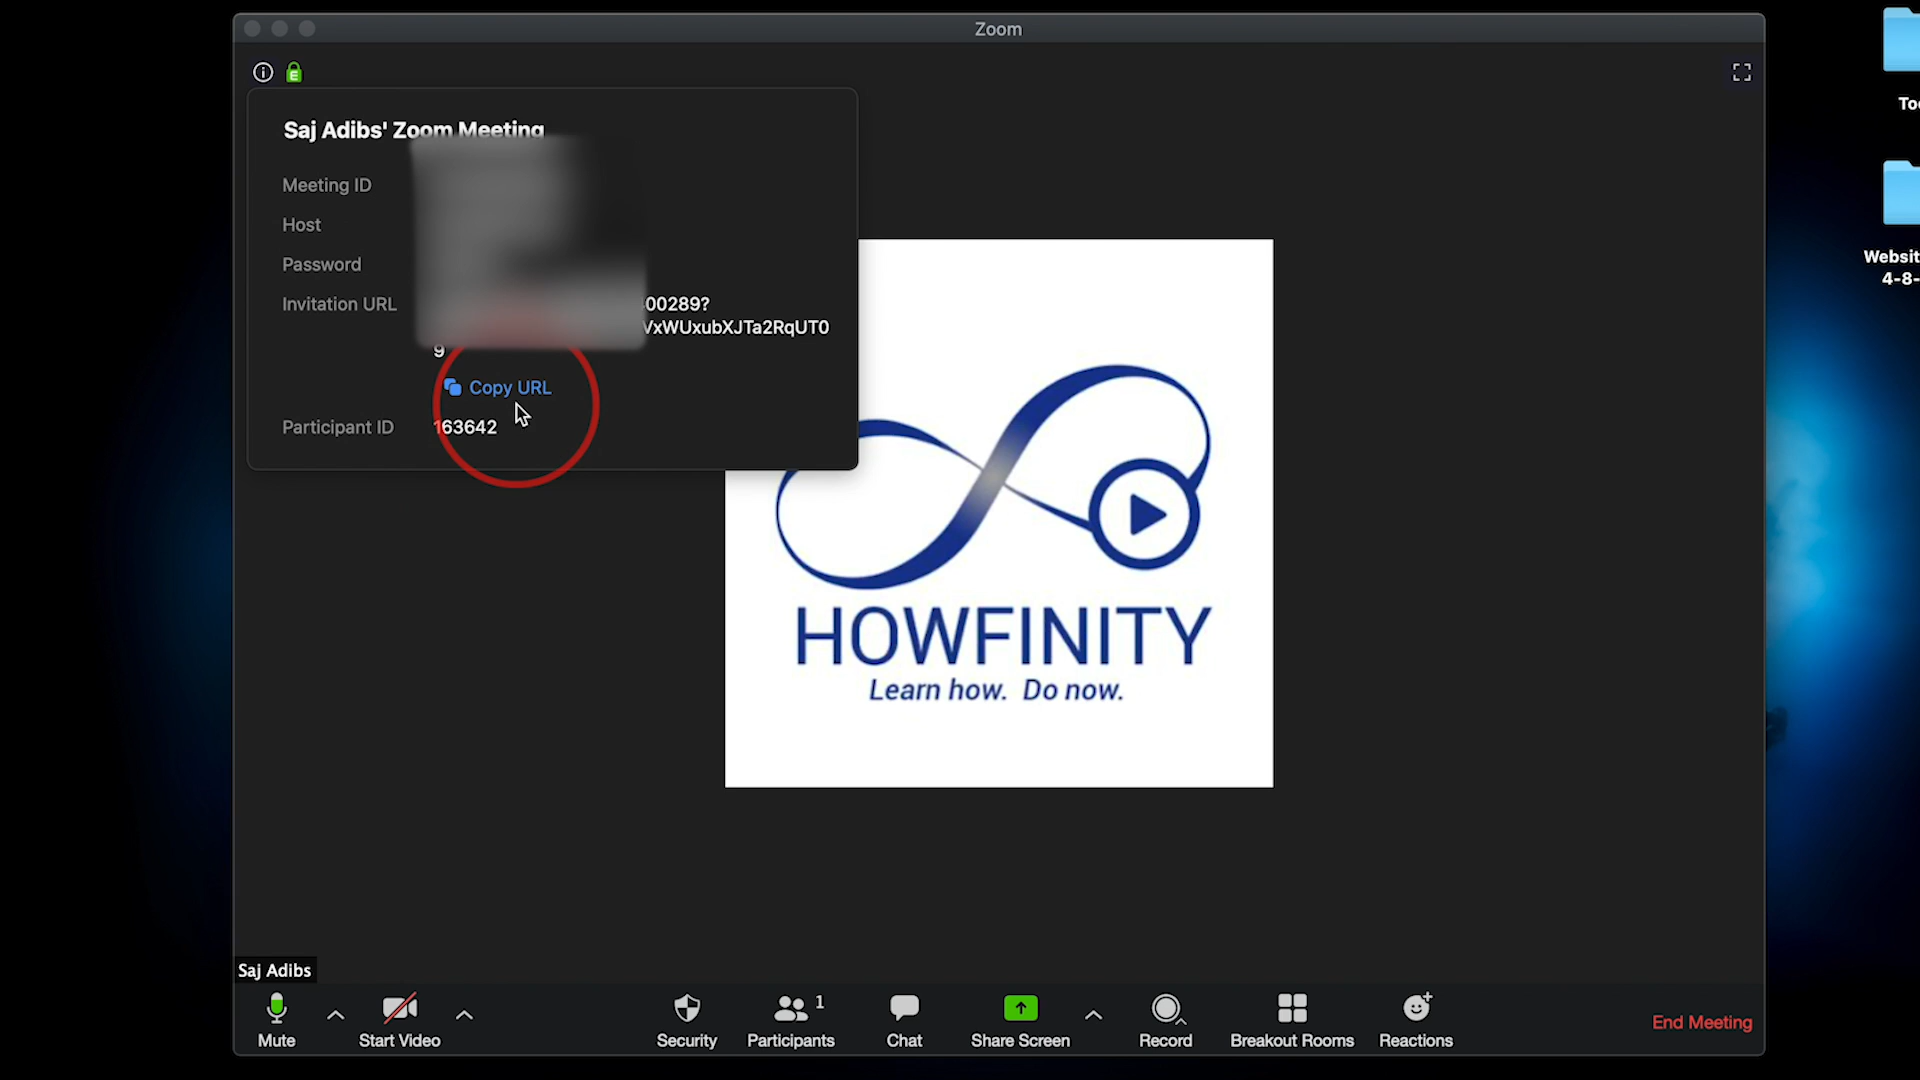 Zoom
Saj Adibs' Zoom Meeting
Meeting ID
Host
Password
Invitation URL
00289?
VxWUxubXJTa2RqUT0
9
Copy URL
Participant ID 163642
HOWFINITY
Learn how. Do now.
Websit
4-8-
Saj Adibs
Mute
Start Video
Security
Participants 1
Chat
Share Screen
Record
Breakout Rooms
Reactions
End Meeting